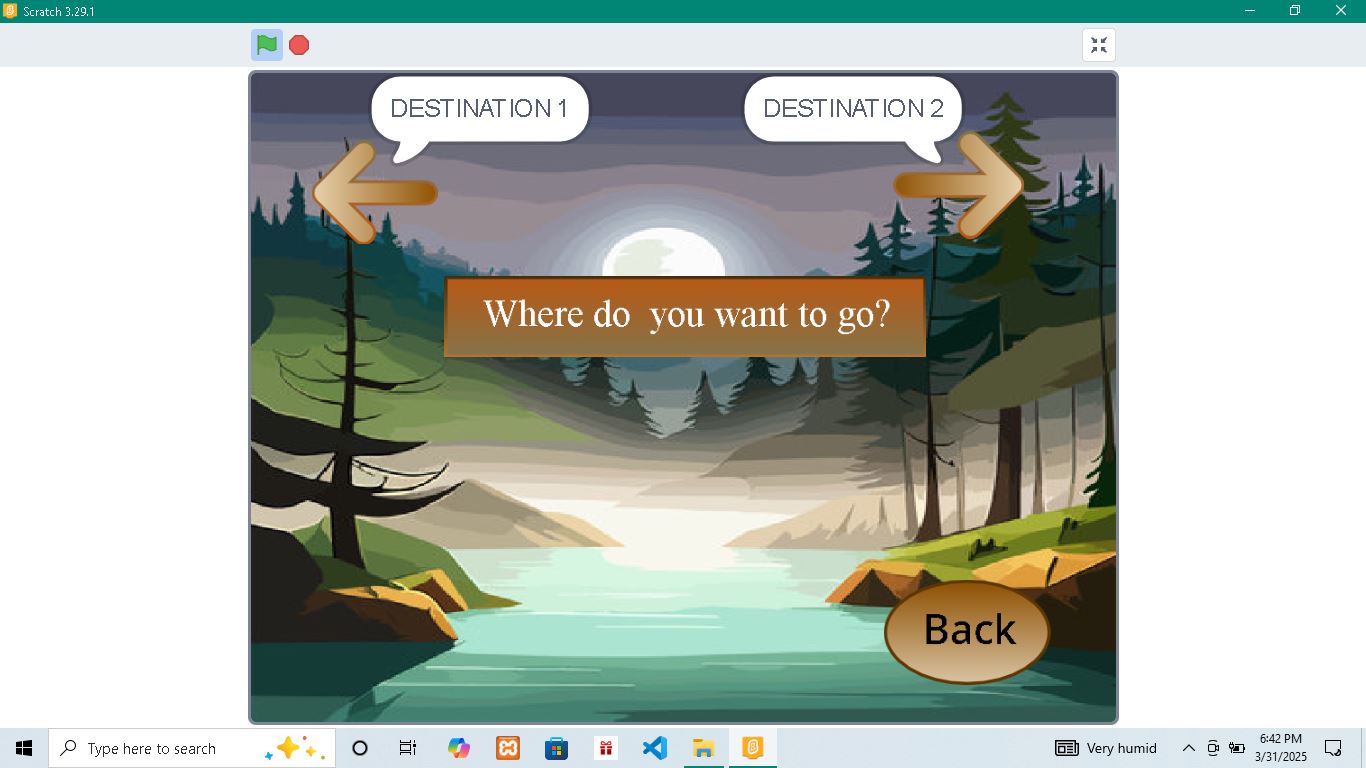 Scratch 3.29.1
DESTINATION 1
DESTINATION 2
Where do  you want to go?
Back
Type here to search
Very humid
6:42 PM
3/31/2025